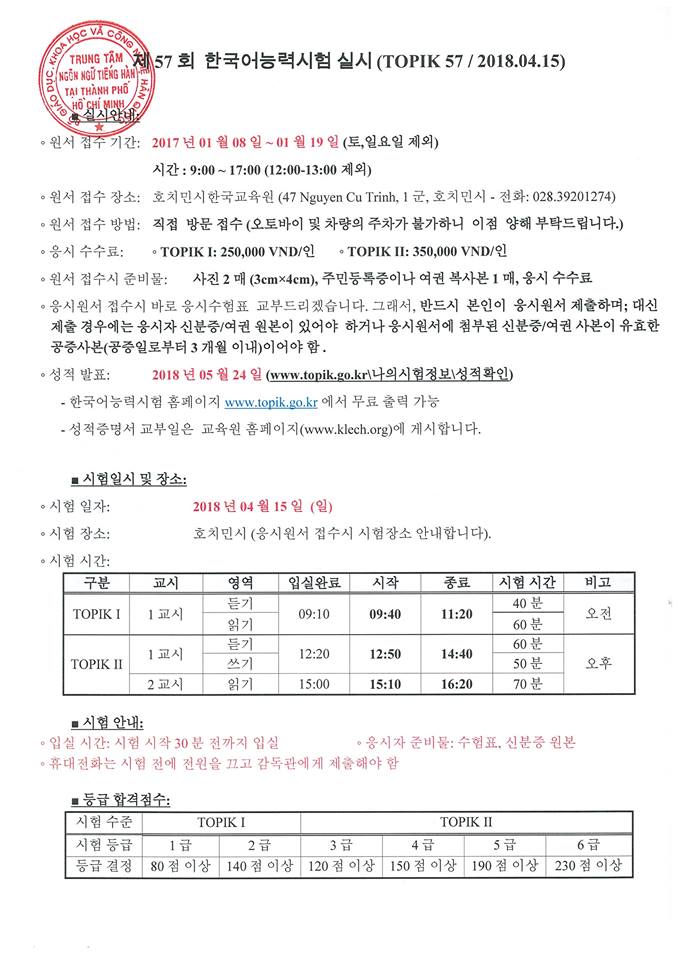 BỘ GIÁO DỤC, KHOA HỌC VÀ CÔNG NGHỆ HÀN QUỐC
TRUNG TÂM
NGÔN NGỮ TIẾNG HÀN
TẠI THÀNH PHỐ
HỒ CHÍ MINH
제 57 회 한국어능력시험 실시 (TOPIK 57 / 2018.04.15)
■ 실시안내:
◦ 원서 접수 기간: 2017 년 01 월 08 일 ~ 01 월 19 일 (토,일요일 제외)
시간 : 9:00 ~ 17:00 (12:00-13:00 제외)
◦ 원서 접수 장소: 호치민시한국교육원 (47 Nguyen Cu Trinh, 1 군, 호치민시 - 전화: 028.39201274)
◦ 원서 접수 방법: 직접 방문 접수 (오토바이 및 차량의 주차가 불가하니 이점 양해 부탁드립니다.)
◦ 응시 수수료: ◦ TOPIK I: 250,000 VND/인 ◦ TOPIK II: 350,000 VND/인
◦ 원서 접수시 준비물: 사진 2 매 (3cm×4cm), 주민등록증이나 여권 복사본 1 매, 응시 수수료
◦ 응시원서 접수시 바로 응시수험표 교부드리겠습니다. 그래서, 반드시 본인이 응시원서 제출하며; 대신
제출 경우에는 응시자 신분증/여권 원본이 있어야 하거나 응시원서에 첨부된 신분증/여권 사본이 유효한
공증사본(공증일로부터 3 개월 이내)이어야 함 .
◦ 성적 발표: 2018 년 05 월 24 일 (www.topik.go.kr\나의시험정보\성적확인)
- 한국어능력시험 홈페이지 www.topik.go.kr 에서 무료 출력 가능
- 성적증명서 교부일은 교육원 홈페이지(www.klech.org)에 게시합니다.
■ 시험일시 및 장소:
◦ 시험 일자: 2018 년 04 월 15 일 (일)
◦ 시험 장소: 호치민시 (응시원서 접수시 시험장소 안내합니다).
◦ 시험 시간:
구분 교시 영역 입실완료 시작 종료 시험 시간 비고
TOPIK I 1 교시 듣기 09:10 09:40 11:20 40 분 오전
읽기 60 분
TOPIK II 1 교시 듣기 12:20 12:50 14:40 60 분 오후
쓰기 50 분
2 교시 읽기 15:00 15:10 16:20 70 분
■ 시험 안내:
◦ 입실 시간: 시험 시작 30 분 전까지 입실 ◦ 응시자 준비물: 수험표, 신분증 원본
◦ 휴대전화는 시험 전에 전원을 끄고 감독관에게 제출해야 함
■ 등급 합격점수:
시험 수준 TOPIK I TOPIK II
시험 등급 1 급 2 급 3 급 4 급 5 급 6 급
등급 결정 80 점 이상 140 점 이상 120 점 이상 150 점 이상 190 점 이상 230 점 이상